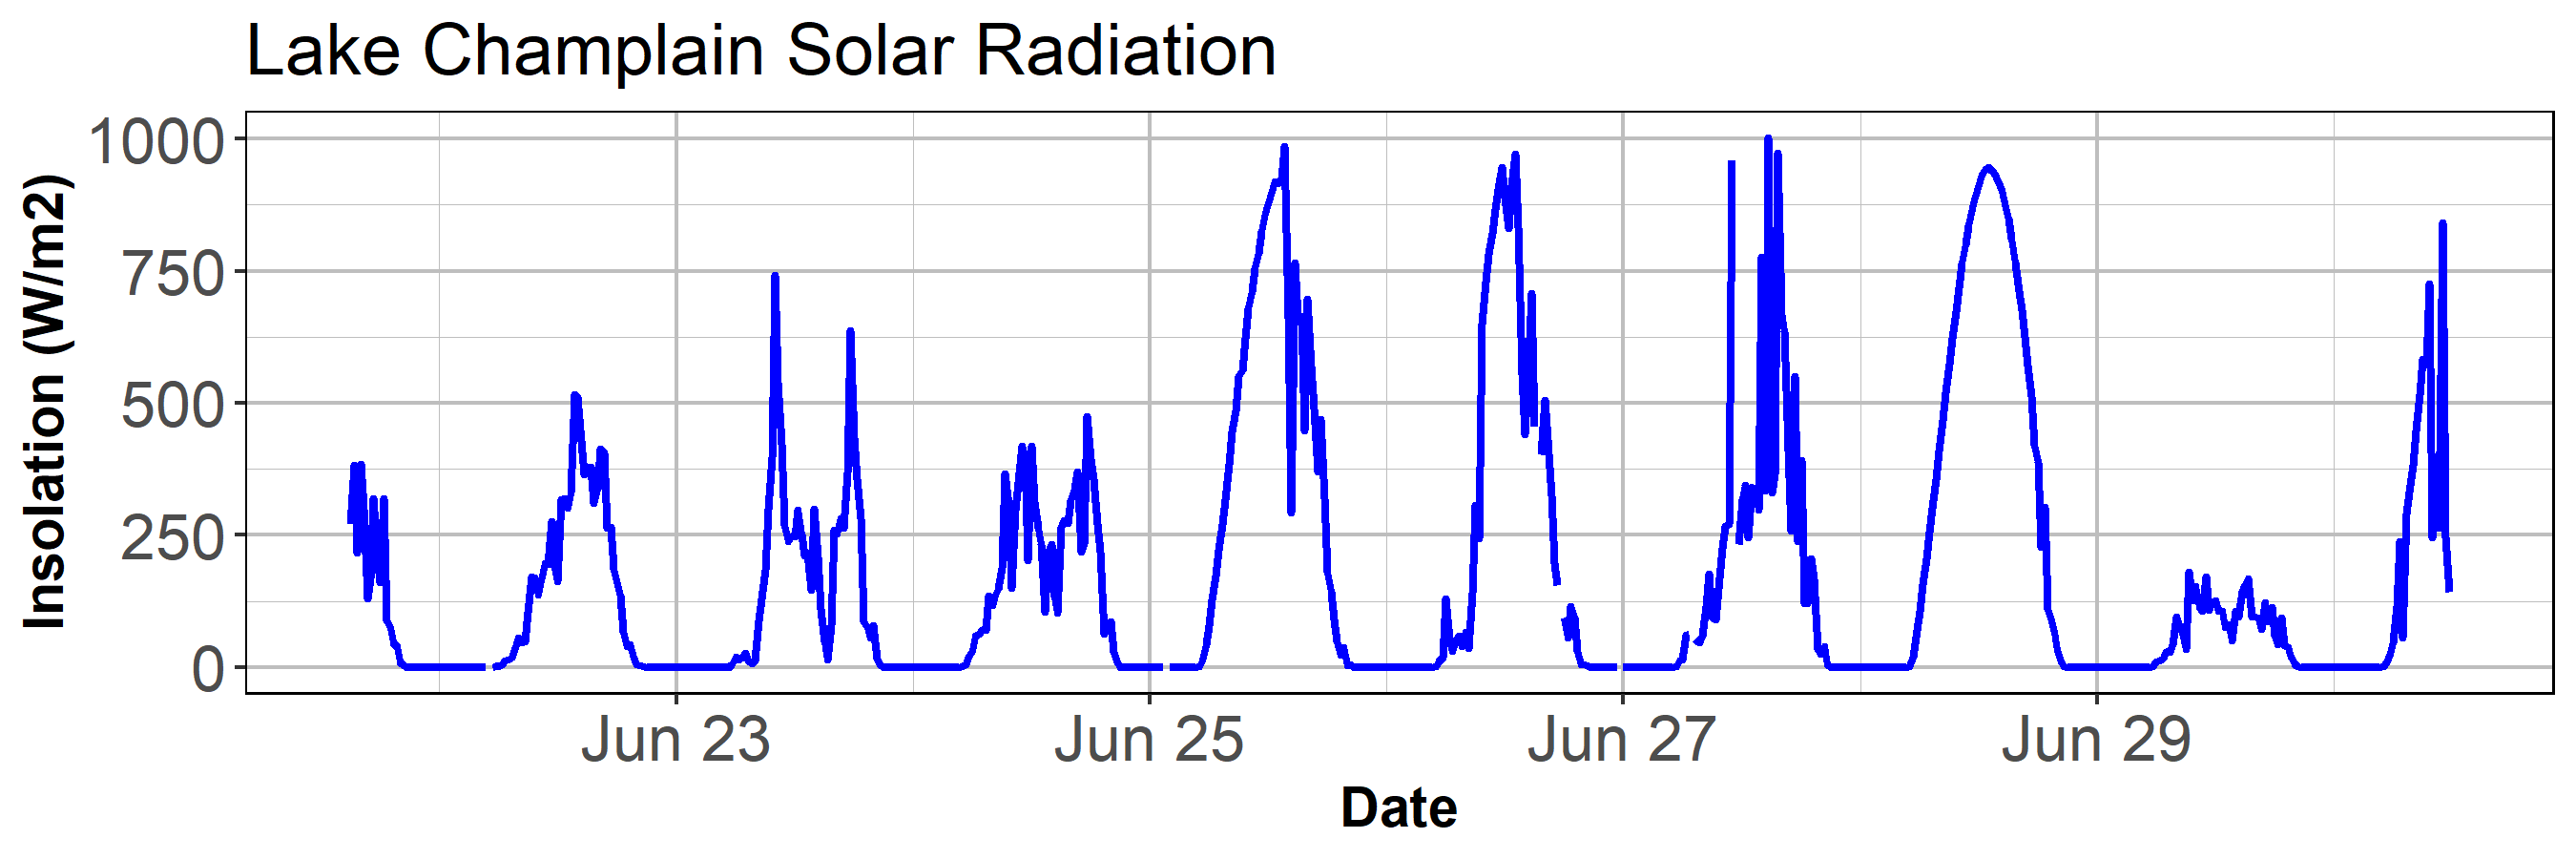 Lake Champlain Solar Radiation
Insolation (W/m2)
1000
750
500
250
0
Jun 23 Jun 25 Jun 27 Jun 29
Date